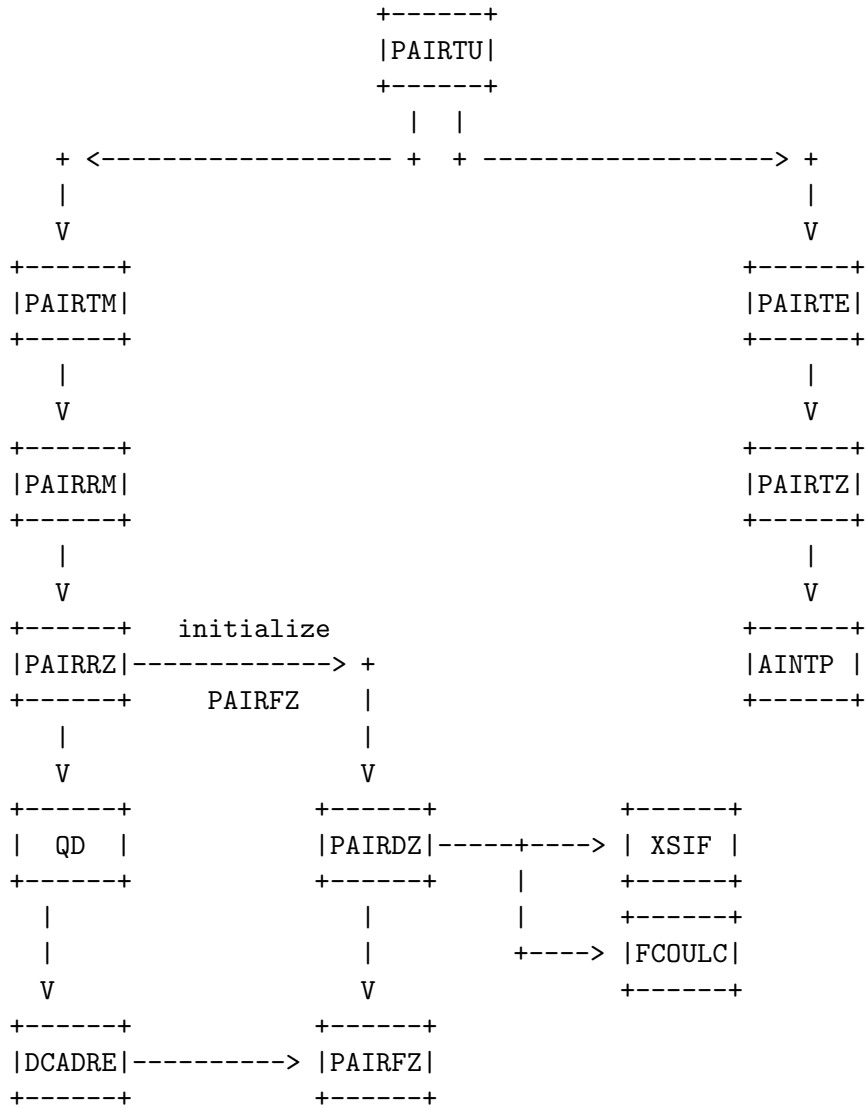 PAIRTU
PAIRTM PAIRTE
PAIRRM PAIRTZ
initialize
PAIRRZ AINTP
PAIRFZ
QD PAIRDZ XSIF
FCOULC
DCADRE PAIRFZ